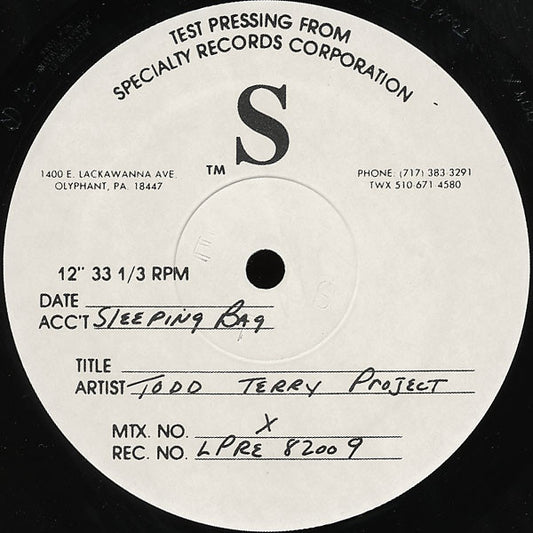 TEST PRESSING FROM
SPECIALTY RECORDS CORPORATION
S
TM
1400 E. LACKAWANNA AVE.
OLYPHANT, PA. 18447
PHONE: (717) 383-3291
TWX 510-671-4580
12" 33 1/3 RPM
DATE
ACC'T SLEEPING BAG
TITLE
ARTIST TODD TERRY PROJECT
MTX. NO. X
REC. NO. LPRE 82009